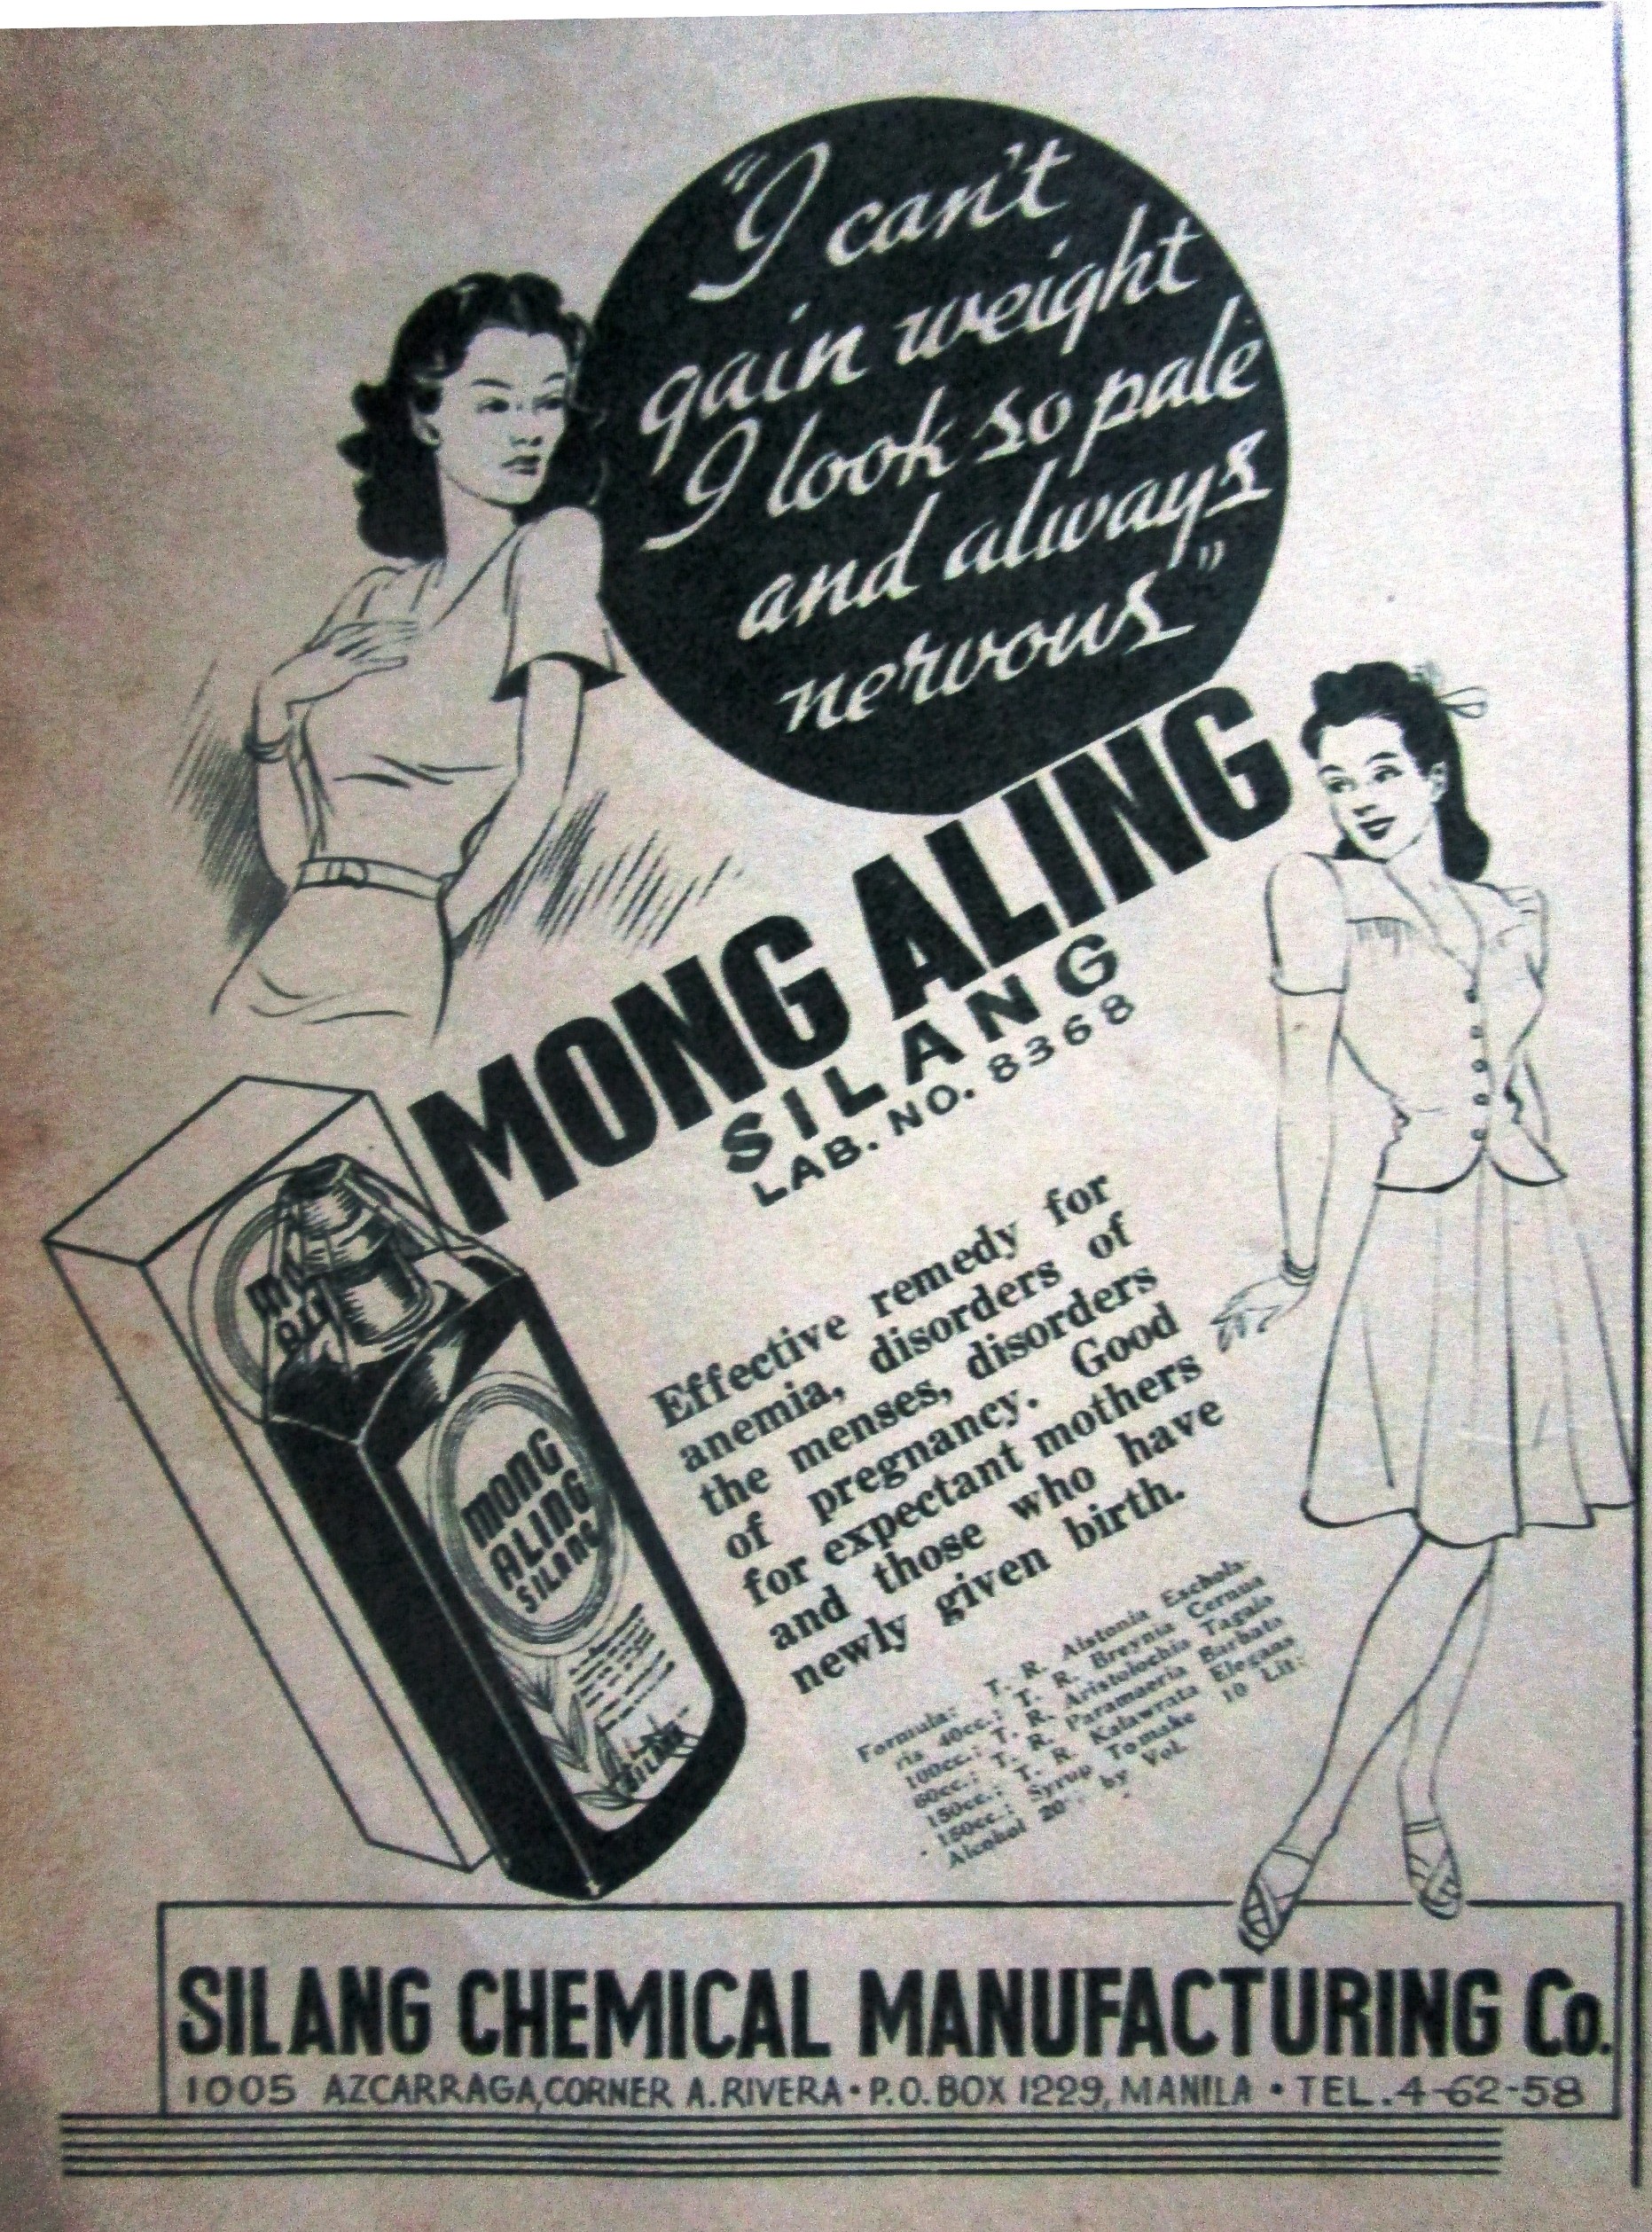 "I can't
gain weight
I look so pale
and always
nervous"
MONG ALING
SILANG
LAB. NO. 8368
Effective remedy for
anemia, disorders of
the menses, disorders
of pregnancy. Good
for expectant mothers
and those who have
newly given birth.
Formula: T. R. Alstonia Eschola-
ris 40cc.; T. R. Breynia Cernua
100cc.; T. R. Aristolochia Tagala
60cc.; T. R. Parameria Barbata
150cc.; T. R. Kalawrata Elegans
150cc.; Syrup Tomake 10 Lit.
Alcohol 20 by Vol.
MONG
ALING
SILANG
SILANG
SILANG CHEMICAL MANUFACTURING Co.
1005 AZCARRAGA, CORNER A. RIVERA • P.O. BOX 1229, MANILA • TEL. 4-62-58